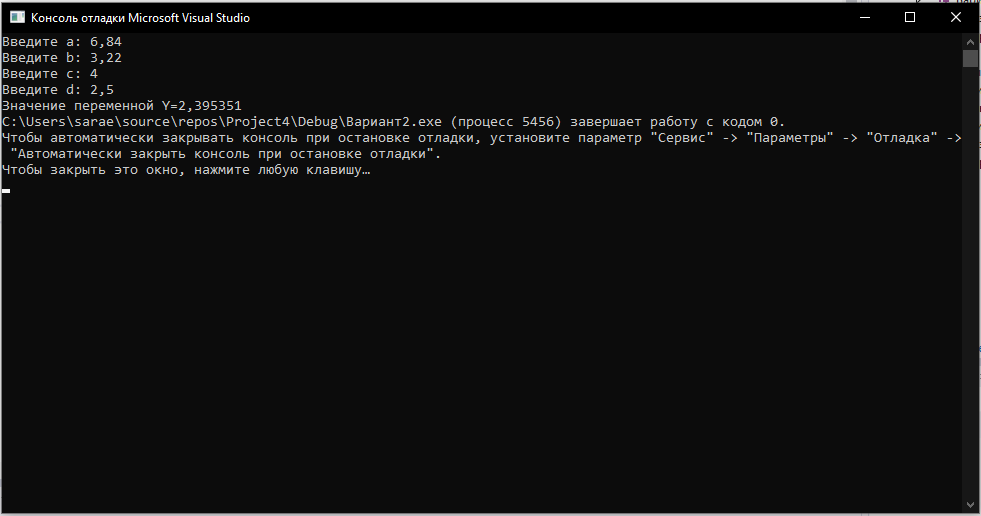 Консоль отладки Microsoft Visual Studio
Введите a: 6,84
Введите b: 3,22
Введите c: 4
Введите d: 2,5
Значение переменной Y=2,395351
C:\Users\sarae\source\repos\Project4\Debug\Вариант2.exe (процесс 5456) завершает работу с кодом 0.
Чтобы автоматически закрывать консоль при остановке отладки, установите параметр "Сервис" -> "Параметры" -> "Отладка" ->
"Автоматически закрыть консоль при остановке отладки".
Чтобы закрыть это окно, нажмите любую клавишу…